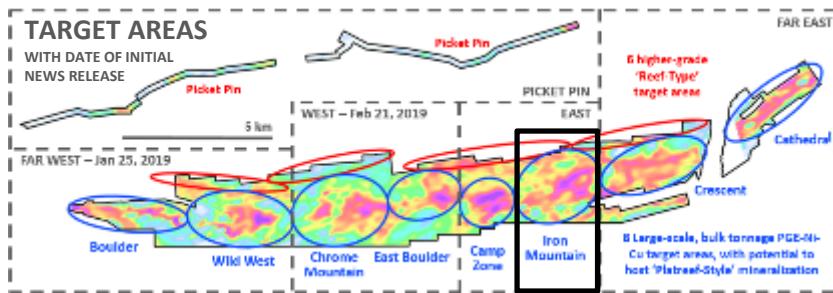 TARGET AREAS
WITH DATE OF INITIAL
NEWS RELEASE
Picket Pin
5 km
Picket Pin
PICKET PIN
FAR EAST
6 higher-grade
'Reef-Type'
target areas
Cathedral
Crescent
WEST – Feb 21, 2019
EAST
FAR WEST – Jan 25, 2019
Boulder
Wild West
Chrome
Mountain
East Boulder
Camp
Zone
Iron
Mountain
8 Large-scale, bulk tonnage PGE-Ni-
Cu target areas, with potential to
host 'Platreef-Style' mineralization